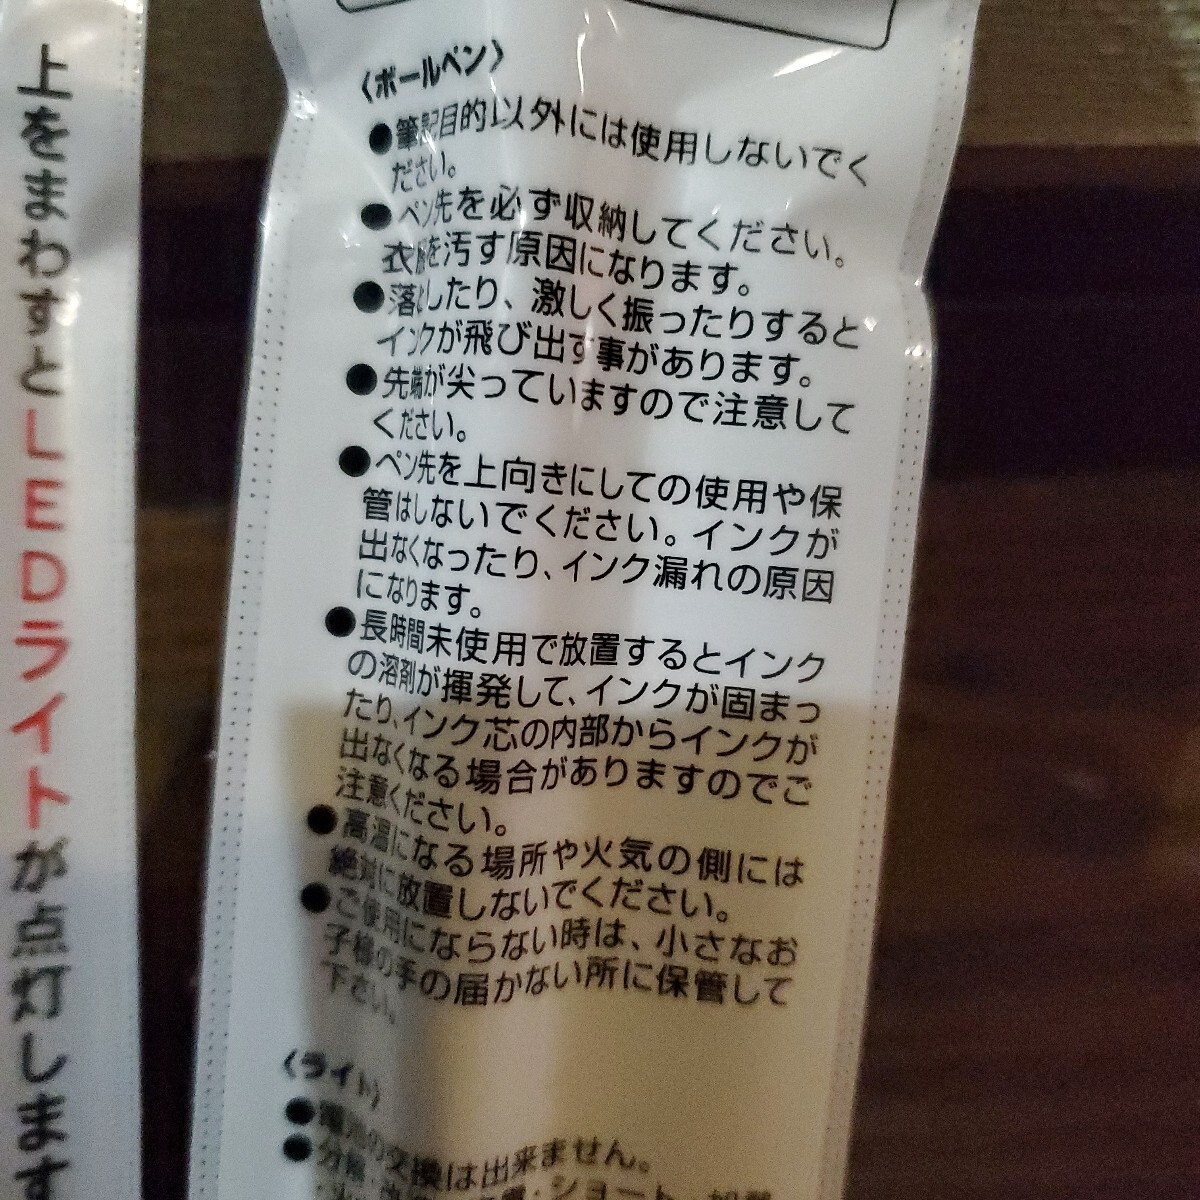 上をまわすとLEDライトが点灯します
〈ボールペン〉
●筆記目的以外には使用しないでく
ださい。
●ペン先を必ず収納してください。
衣服を汚す原因になります。
●落としたり、激しく振ったりすると
インクが飛び出す事があります。
●先端が尖っていますので注意して
ください。
●ペン先を上向きにしての使用や保
管はしないでください。インクが
出なくなったり、インク漏れの原因
になります。
●長時間未使用で放置するとインク
の溶剤が揮発して、インクが固まっ
たり、インク芯の内部からインクが
出なくなる場合がありますのでご
注意ください。
●高温になる場所や火気の側には
絶対に放置しないでください。
●ご使用にならない時は、小さなお
子様の手の届かない所に保管して
下さい。
〈ライト〉
●電池の交換は出来ません。
●分解・
ショート・